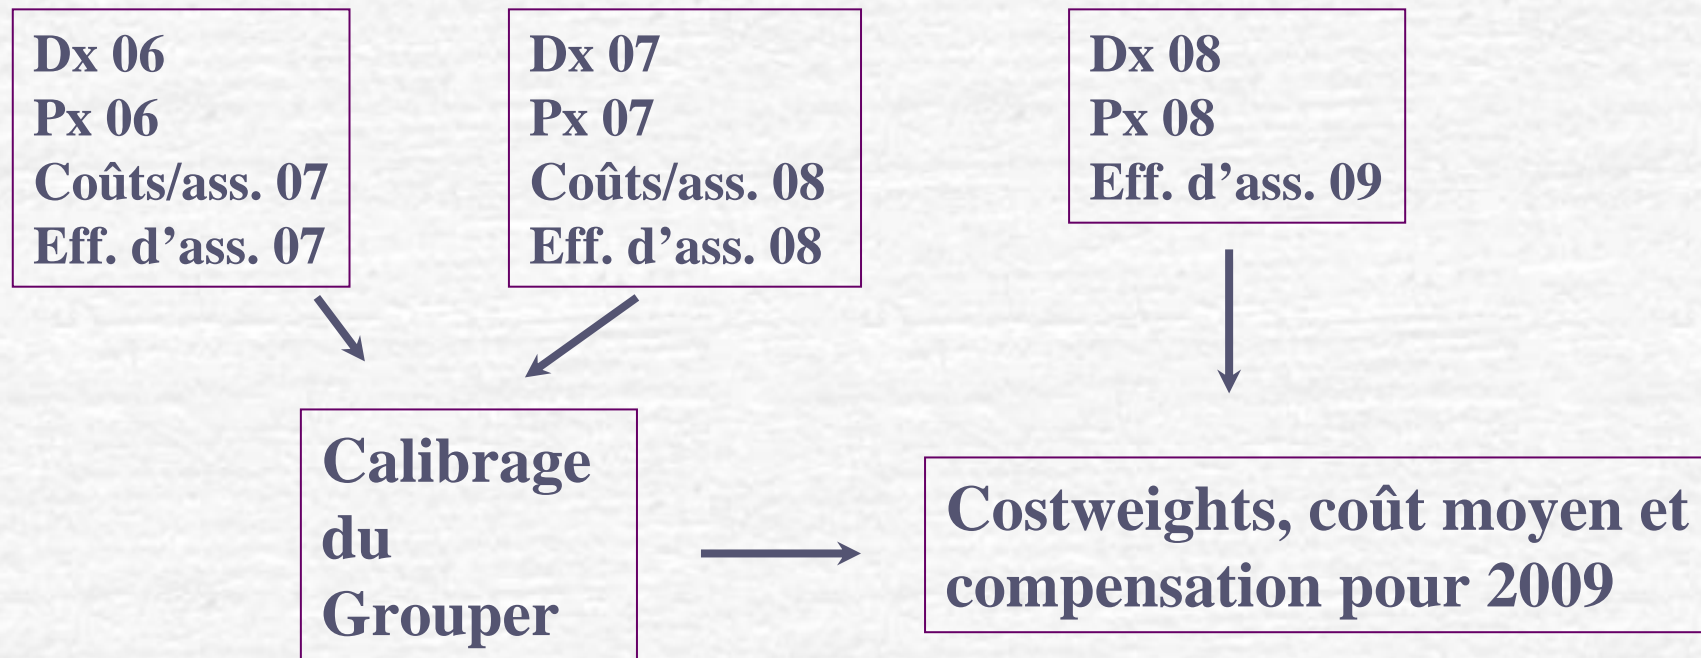 Dx 06
Px 06
Coûts/ass. 07
Eff. d’ass. 07
Dx 07
Px 07
Coûts/ass. 08
Eff. d’ass. 08
Dx 08
Px 08
Eff. d’ass. 09
Calibrage
du
Grouper
Costweights, coût moyen et
compensation pour 2009